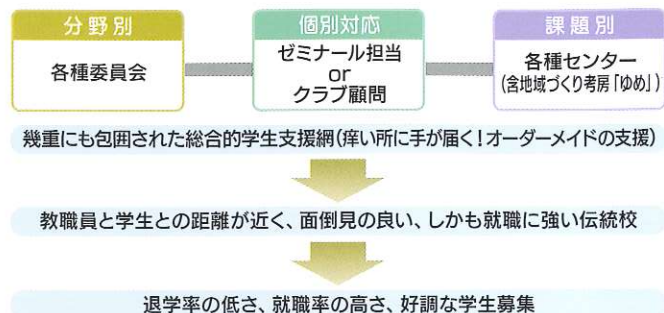 分野別
各種委員会
個別対応
ゼミナール担当
or
クラブ顧問
課題別
各種センター
(含地域づくり考房「ゆめ」)
幾重にも包囲された総合的学生支援網(痒い所に手が届く!オーダーメイドの支援)
教職員と学生との距離が近く、面倒見の良い、しかも就職に強い伝統校
退学率の低さ、就職率の高さ、好調な学生募集